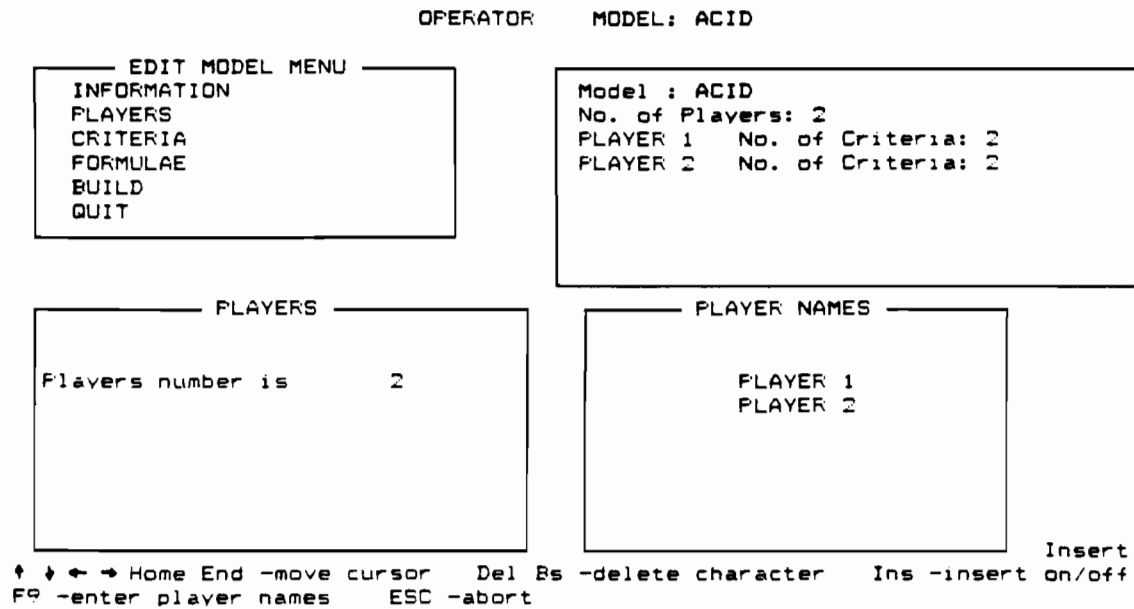 OPERATOR MODEL: ACID
EDIT MODEL MENU
INFORMATION
PLAYERS
CRITERIA
FORMULAE
BUILD
QUIT
Model : ACID
No. of Players: 2
PLAYER 1 No. of Criteria: 2
PLAYER 2 No. of Criteria: 2
PLAYERS
Players number is 2
PLAYER NAMES
PLAYER 1
PLAYER 2
Insert
↑ ↓ ← → Home End -move cursor Del Bs -delete character Ins -insert on/off
F9 -enter player names ESC -abort